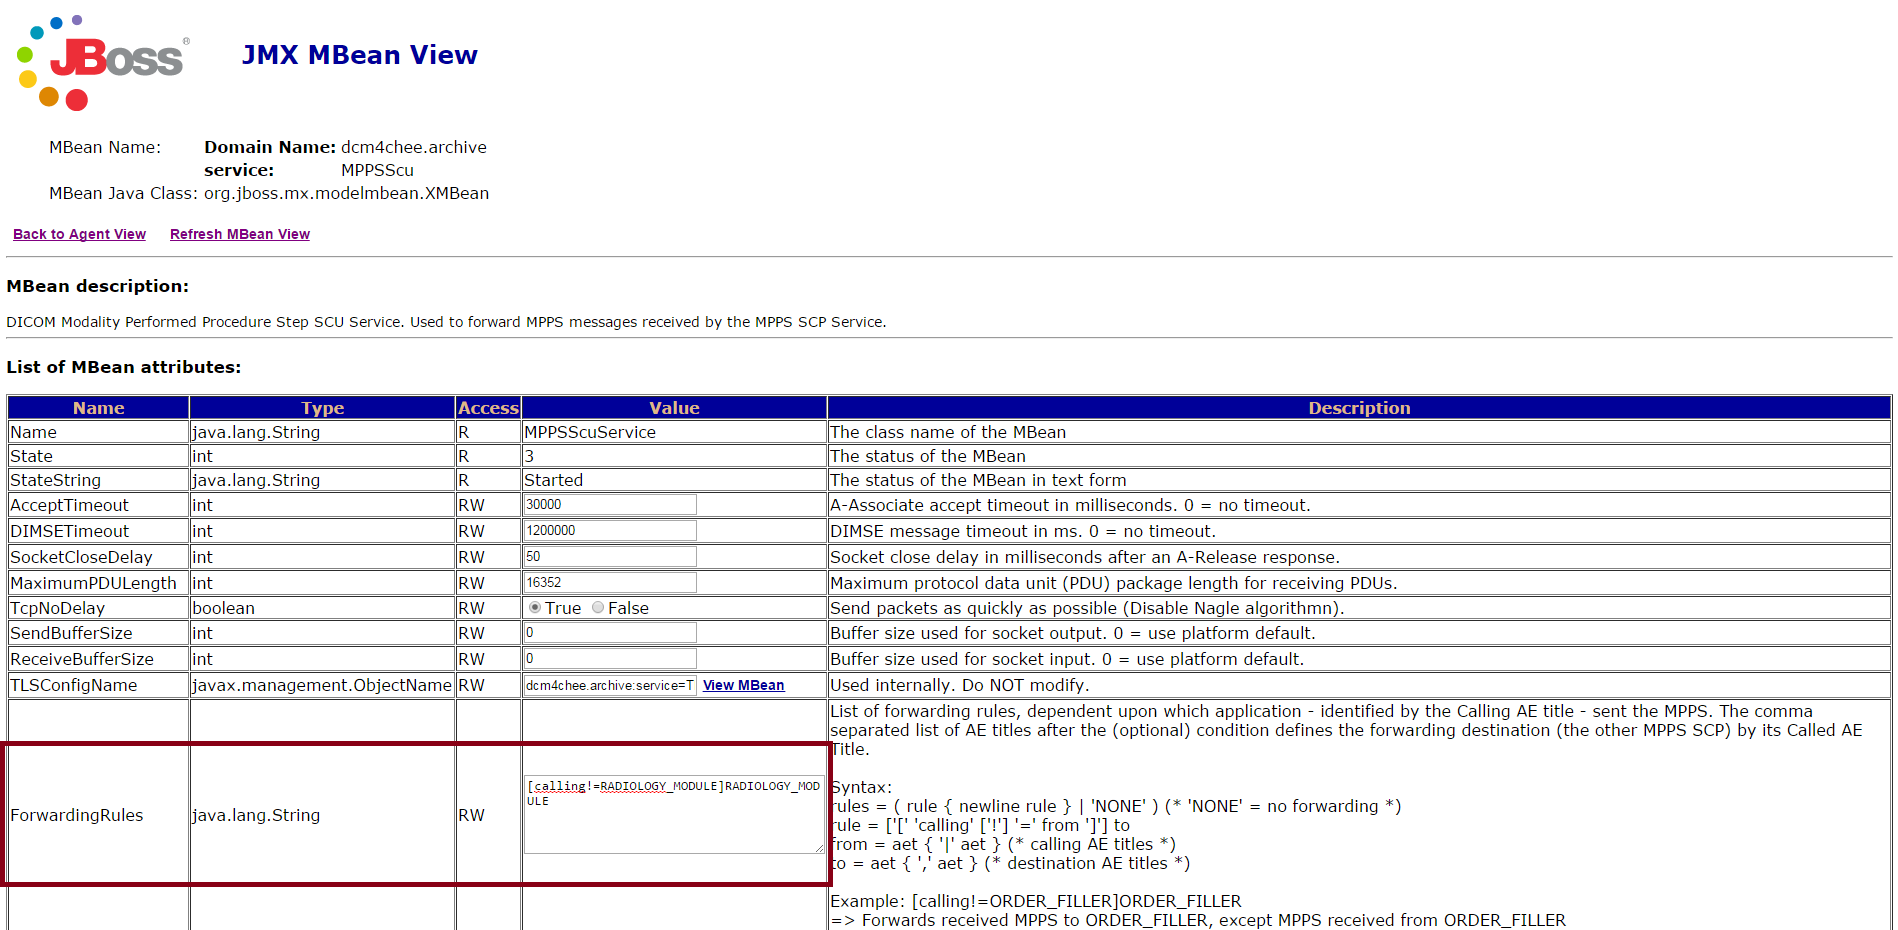 JBoss®
JMX MBean View
MBean Name: Domain Name: dcm4chee.archive
service: MPPSScu
MBean Java Class: org.jboss.mx.modelmbean.XMBean
Back to Agent View Refresh MBean View
MBean description:
DICOM Modality Performed Procedure Step SCU Service. Used to forward MPPS messages received by the MPPS SCP Service.
List of MBean attributes:
Name Type Access Value Description
Name java.lang.String R MPPSScuService The class name of the MBean
State int R 3 The status of the MBean
StateString java.lang.String R Started The status of the MBean in text form
AcceptTimeout int RW 30000 A-Associate accept timeout in milliseconds. 0 = no timeout.
DIMSETimeout int RW 1200000 DIMSE message timeout in ms. 0 = no timeout.
SocketCloseDelay int RW 50 Socket close delay in milliseconds after an A-Release response.
MaximumPDULength int RW 16352 Maximum protocol data unit (PDU) package length for receiving PDUs.
TcpNoDelay boolean RW True False Send packets as quickly as possible (Disable Nagle algorithmn).
SendBufferSize int RW 0 Buffer size used for socket output. 0 = use platform default.
ReceiveBufferSize int RW 0 Buffer size used for socket input. 0 = use platform default.
TLSConfigName javax.management.ObjectName RW dcm4chee.archive:service=T View MBean Used internally. Do NOT modify.
ForwardingRules java.lang.String RW
[calling!=RADIOLOGY_MODULE]RADIOLOGY_MOD
ULE
List of forwarding rules, dependent upon which application - identified by the Calling AE title - sent the MPPS. The comma
separated list of AE titles after the (optional) condition defines the forwarding destination (the other MPPS SCP) by its Called AE
Title.
Syntax:
rules = ( rule { newline rule } | 'NONE' ) (* 'NONE' = no forwarding *)
rule = ['[' 'calling' ['!'] '=' from ']'] to
from = aet { '|' aet } (* calling AE titles *)
to = aet { ',' aet } (* destination AE titles *)
Example: [calling!=ORDER_FILLER]ORDER_FILLER
=> Forwards received MPPS to ORDER_FILLER, except MPPS received from ORDER_FILLER